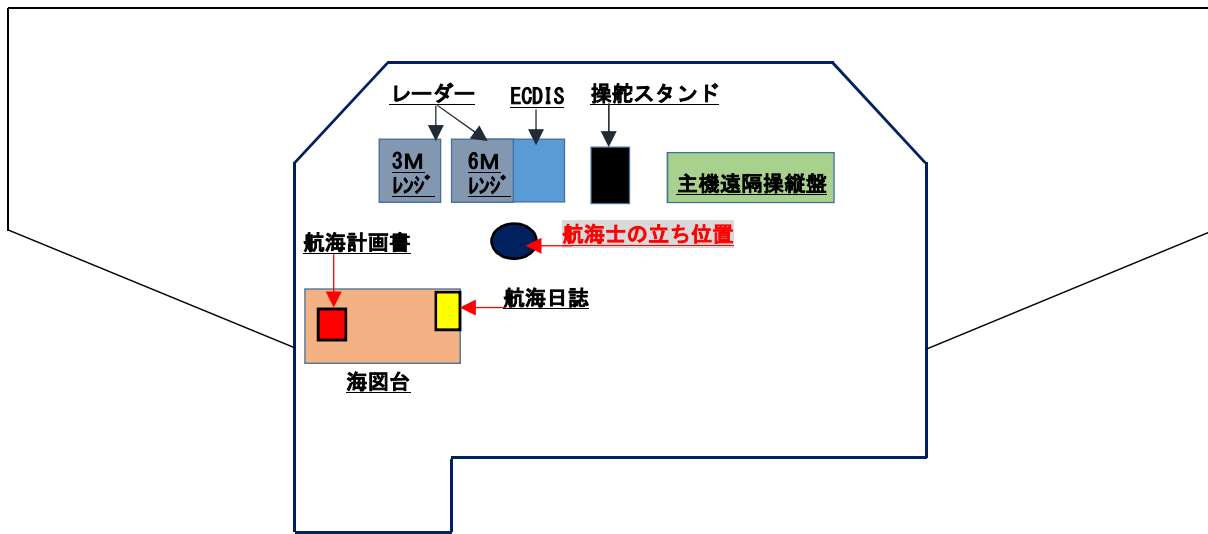 レーダー
ECDIS
操舵スタンド
3M
ﾚﾝｼﾞ
6M
ﾚﾝｼﾞ
主機遠隔操縦盤
航海士の立ち位置
航海計画書
航海日誌
海図台